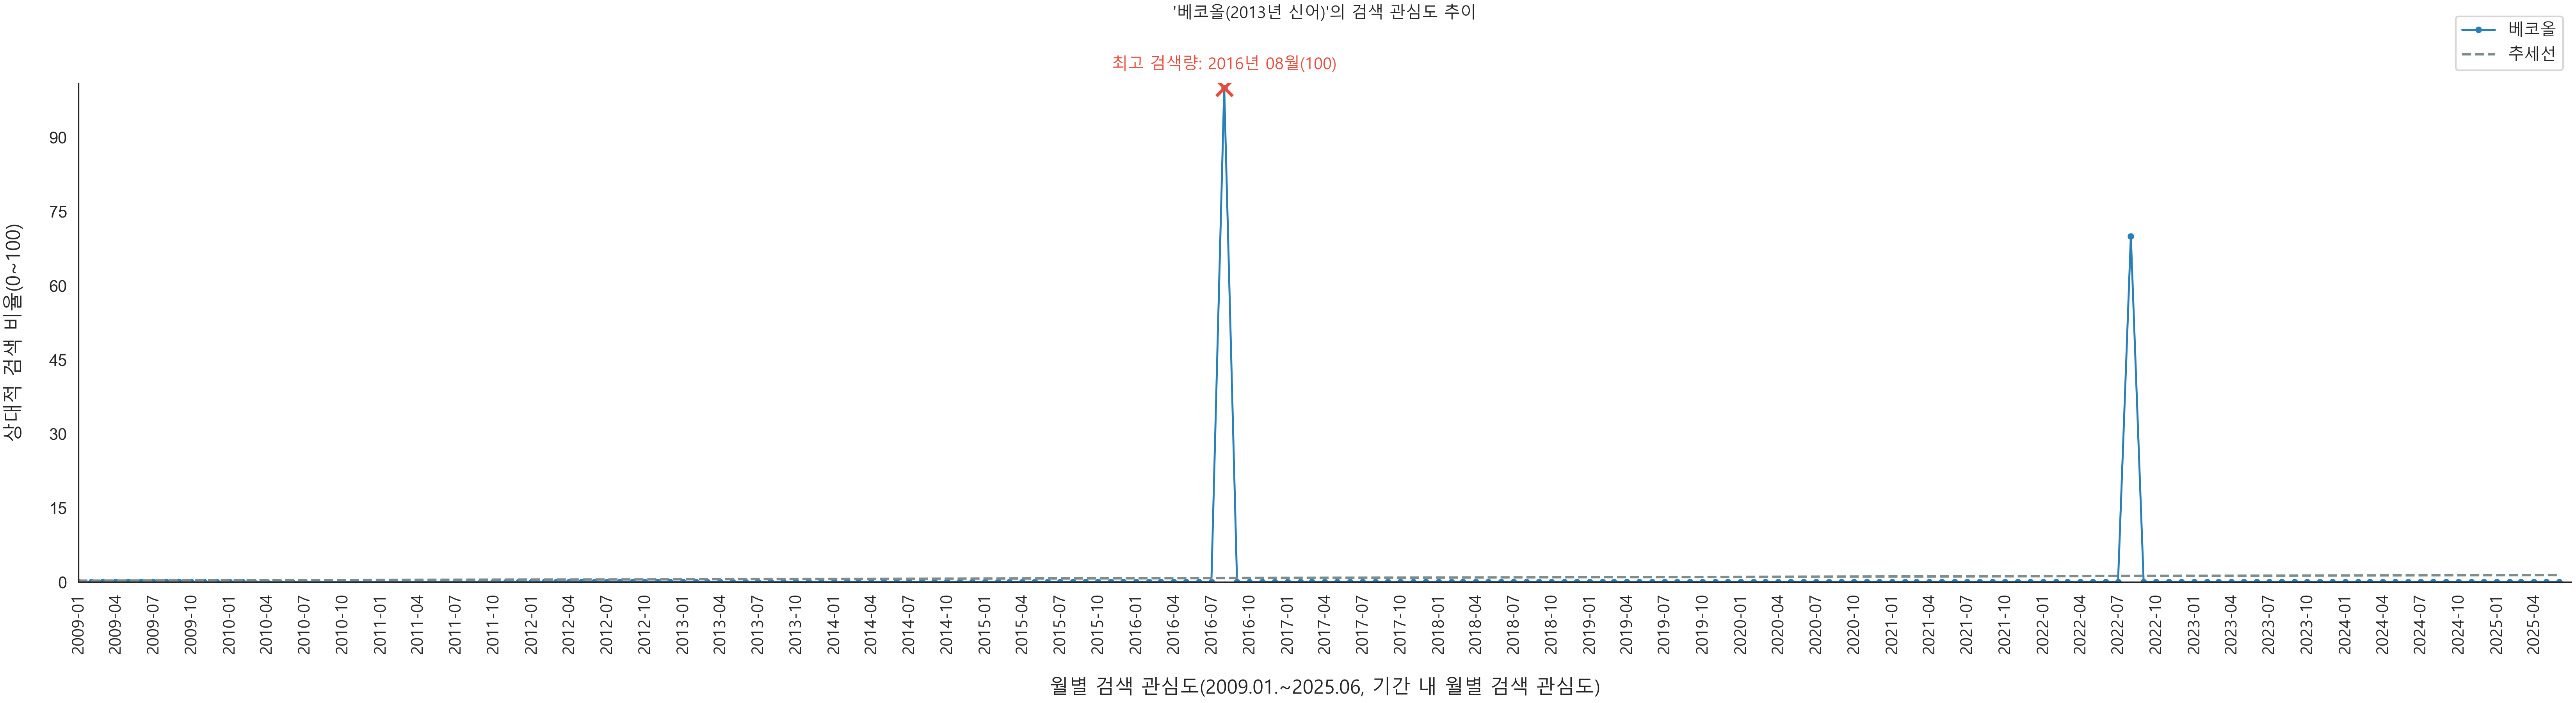 '베코올(2013년 신어)'의 검색 관심도 추이
베코올
추세선
최고 검색량: 2016년 08월(100)
상대적 검색 비율(0~100)
90
75
60
45
30
15
0
2009-01 2009-04 2009-07 2009-10 2010-01 2010-04 2010-07 2010-10 2011-01 2011-04 2011-07 2011-10 2012-01 2012-04 2012-07 2012-10 2013-01 2013-04 2013-07 2013-10 2014-01 2014-04 2014-07 2014-10 2015-01 2015-04 2015-07 2015-10 2016-01 2016-04 2016-07 2016-10 2017-01 2017-04 2017-07 2017-10 2018-01 2018-04 2018-07 2018-10 2019-01 2019-04 2019-07 2019-10 2020-01 2020-04 2020-07 2020-10 2021-01 2021-04 2021-07 2021-10 2022-01 2022-04 2022-07 2022-10 2023-01 2023-04 2023-07 2023-10 2024-01 2024-04 2024-07 2024-10 2025-01 2025-04
월별 검색 관심도(2009.01.~2025.06, 기간 내 월별 검색 관심도)